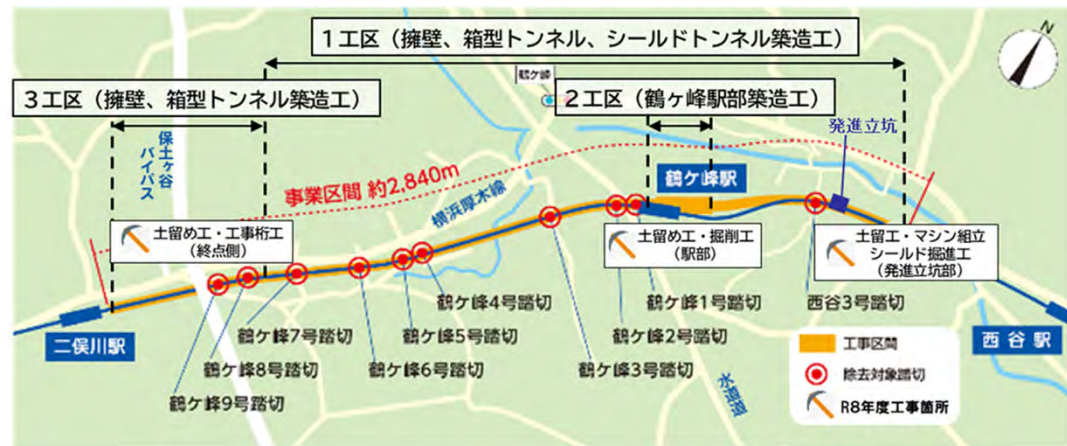 1工区（擁壁、箱型トンネル、シールドトンネル築造工）
N
鶴ケ峰
3工区（擁壁、箱型トンネル築造工）
2工区（鶴ヶ峰駅部築造工）
発進立坑
保土ヶ谷
バイパス
事業区間 約2,840m
横浜厚木線
鶴ケ峰駅
土留め工・工事桁工
（終点側）
土留め工・掘削工
（駅部）
土留工・マシン組立
シールド掘進工
（発進立坑部）
鶴ケ峰4号踏切
鶴ケ峰1号踏切
西谷3号踏切
鶴ケ峰7号踏切
鶴ケ峰5号踏切
鶴ケ峰2号踏切
二俣川駅
鶴ケ峰8号踏切
鶴ケ峰6号踏切
鶴ケ峰3号踏切
西谷駅
鶴ケ峰9号踏切
水道道
工事区間
除去対象踏切
R8年度工事箇所